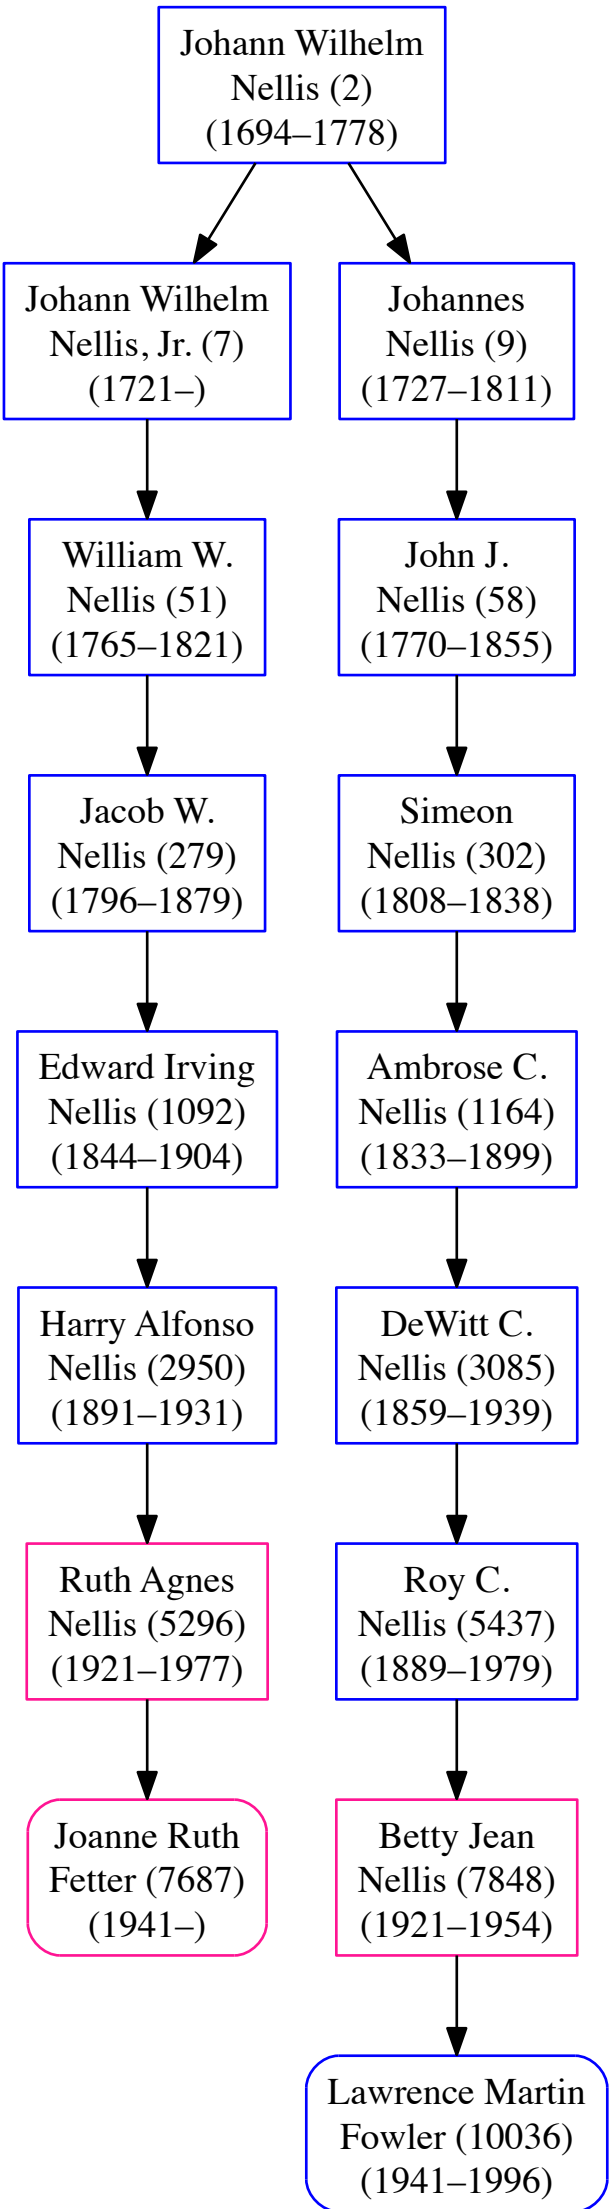 Johann Wilhelm
Nellis (2)
(1694–1778)
Johann Wilhelm
Nellis, Jr. (7)
(1721–)
Johannes
Nellis (9)
(1727–1811)
William W.
Nellis (51)
(1765–1821)
John J.
Nellis (58)
(1770–1855)
Jacob W.
Nellis (279)
(1796–1879)
Simeon
Nellis (302)
(1808–1838)
Edward Irving
Nellis (1092)
(1844–1904)
Ambrose C.
Nellis (1164)
(1833–1899)
Harry Alfonso
Nellis (2950)
(1891–1931)
DeWitt C.
Nellis (3085)
(1859–1939)
Ruth Agnes
Nellis (5296)
(1921–1977)
Roy C.
Nellis (5437)
(1889–1979)
Joanne Ruth
Fetter (7687)
(1941–)
Betty Jean
Nellis (7848)
(1921–1954)
Lawrence Martin
Fowler (10036)
(1941–1996)